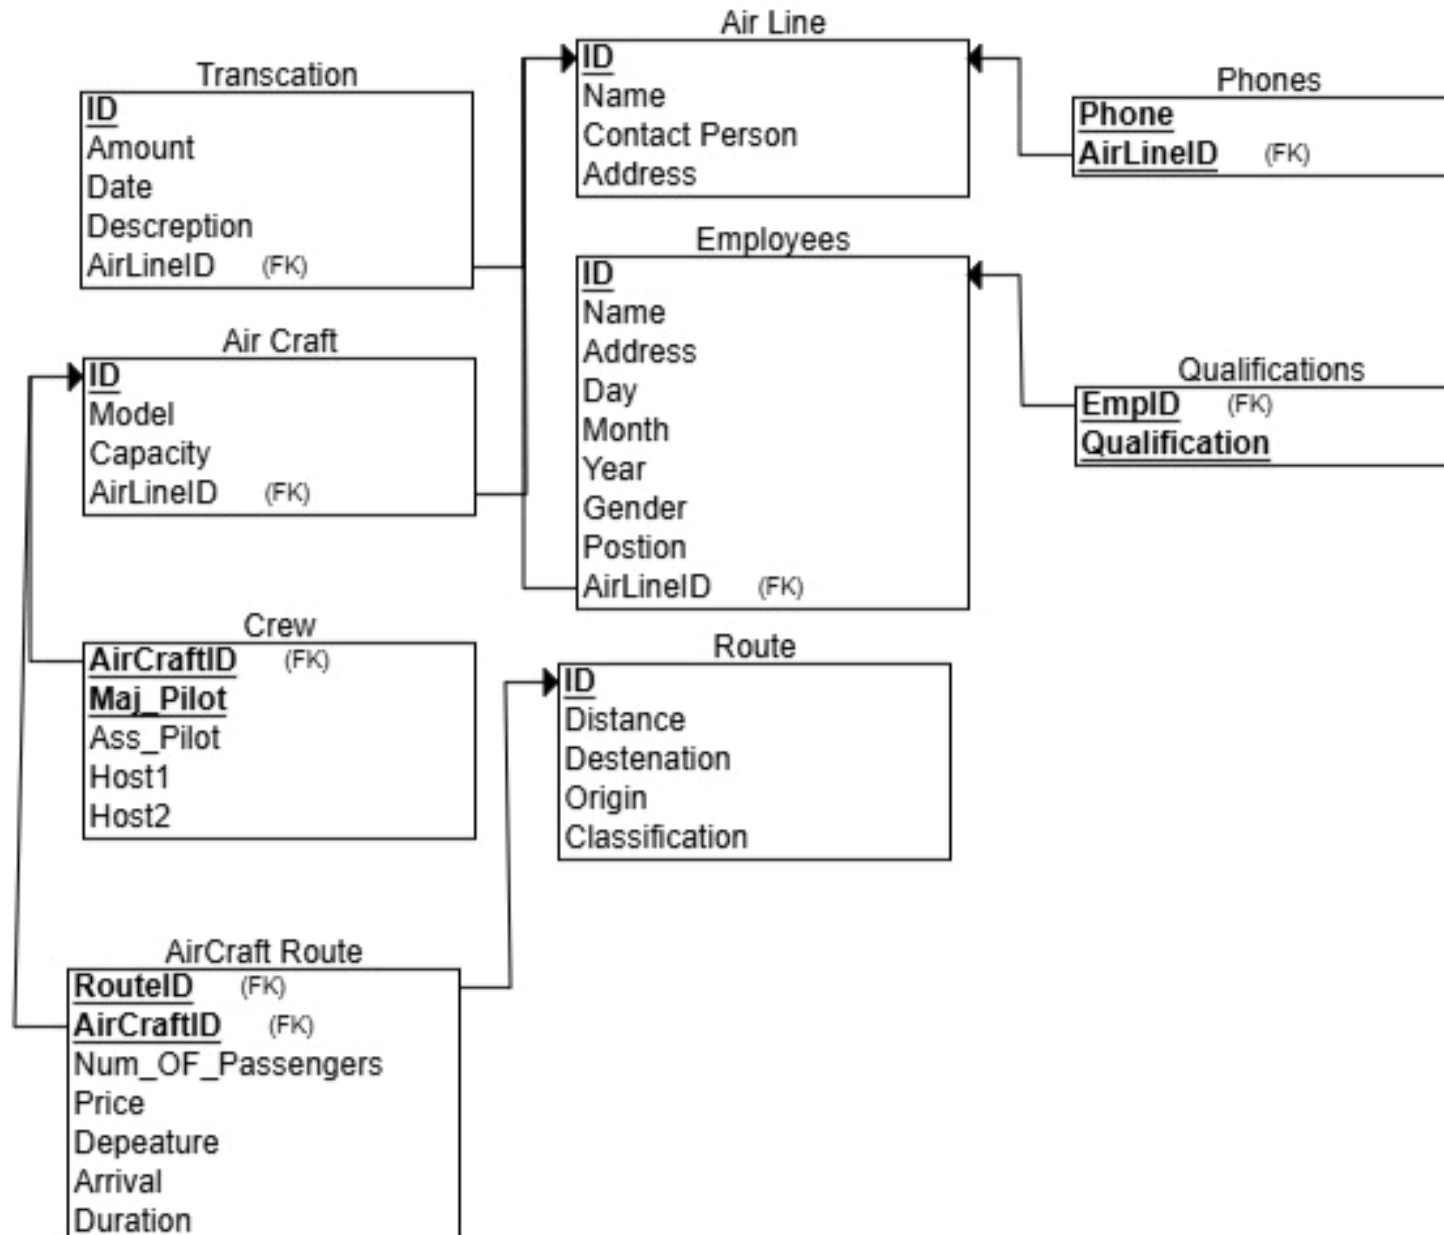 Air Line
ID
Name
Contact Person
Address
Transcation
ID
Amount
Date
Descreption
AirLineID (FK)
Phones
Phone
AirLineID (FK)
Employees
ID
Name
Address
Day
Month
Year
Gender
Postion
AirLineID (FK)
Air Craft
ID
Model
Capacity
AirLineID (FK)
Qualifications
EmpID (FK)
Qualification
Crew
AirCraftID (FK)
Maj_Pilot
Ass_Pilot
Host1
Host2
Route
ID
Distance
Destenation
Origin
Classification
AirCraft Route
RouteID (FK)
AirCraftID (FK)
Num_OF_Passengers
Price
Depeature
Arrival
Duration